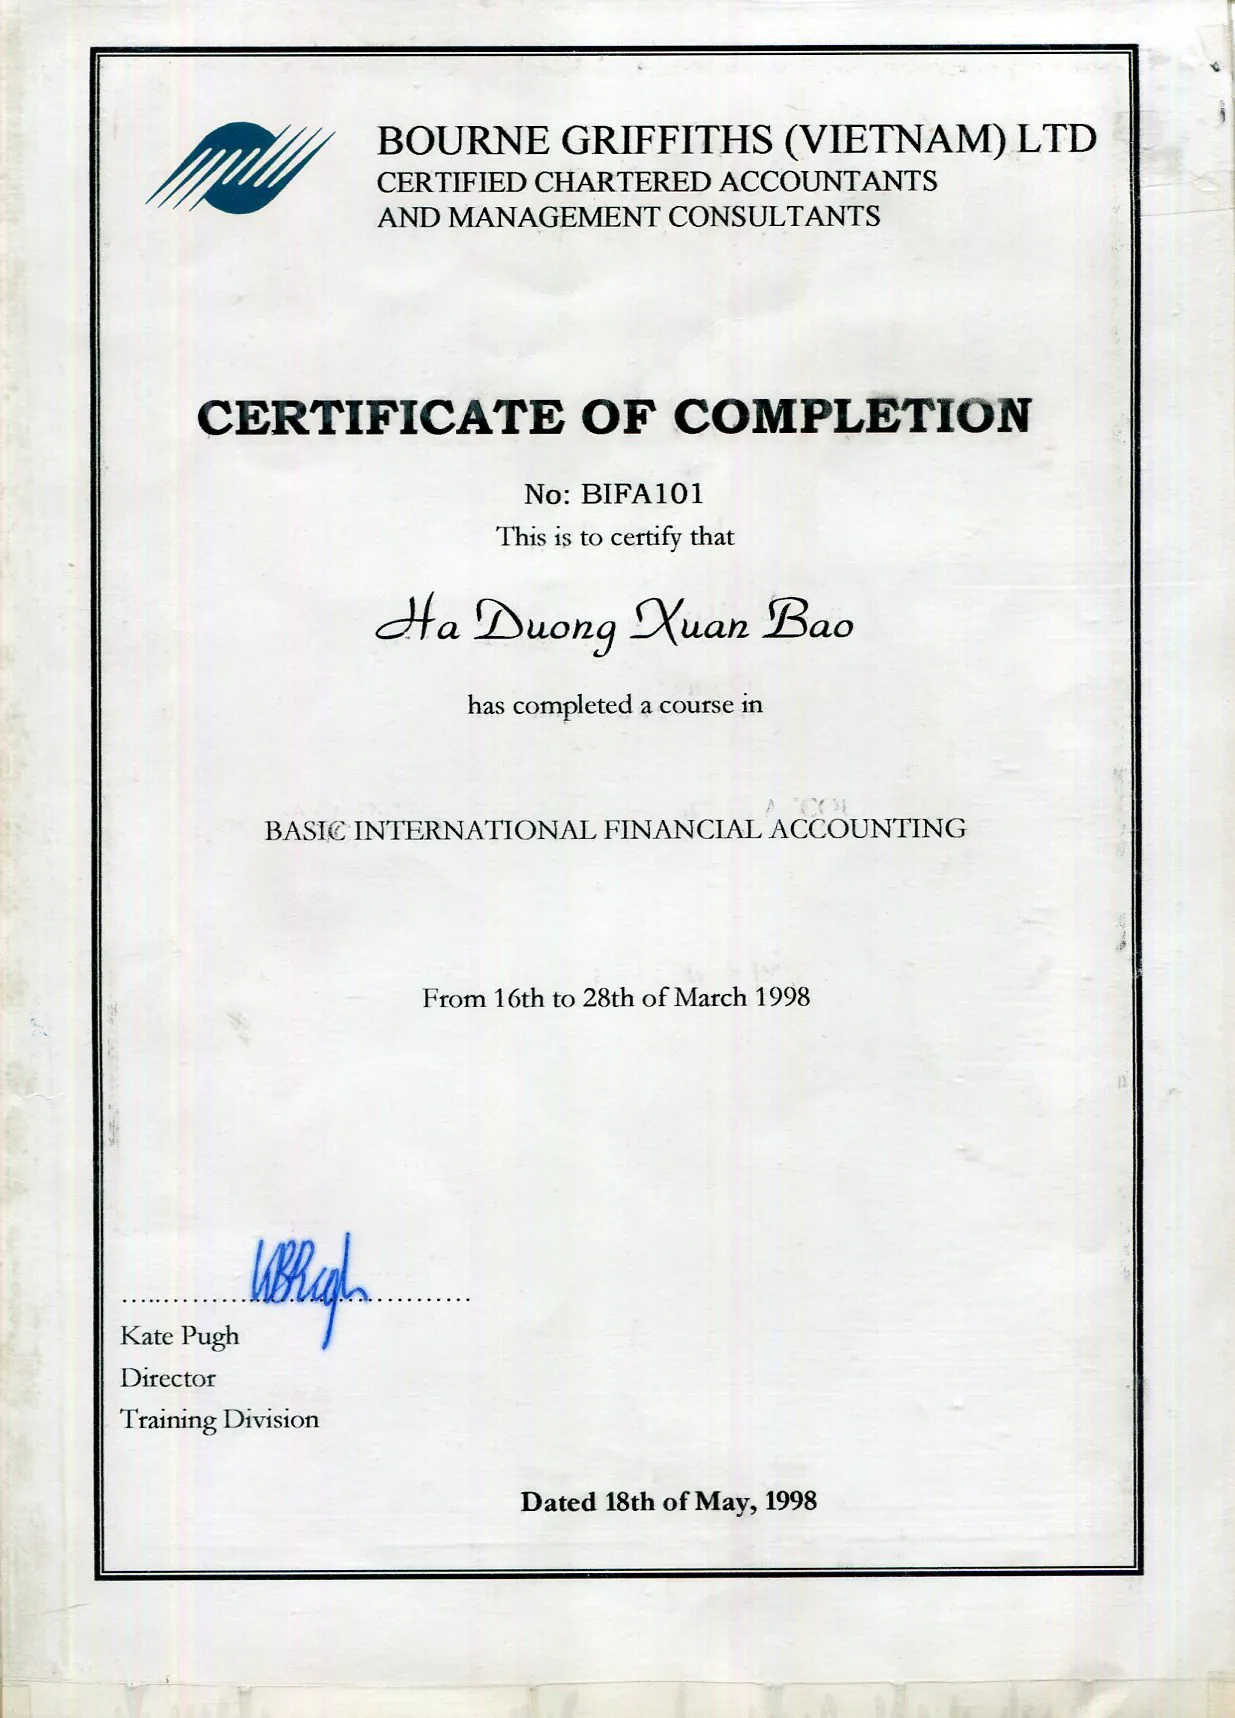 BOURNE GRIFFITHS (VIETNAM) LTD
CERTIFIED CHARTERED ACCOUNTANTS
AND MANAGEMENT CONSULTANTS
CERTIFICATE OF COMPLETION
No: BIFA101
This is to certify that
Ha Duong Xuan Bao
has completed a course in
BASIC INTERNATIONAL FINANCIAL ACCOUNTING
From 16th to 28th of March 1998
Kate Pugh
Director
Training Division
Dated 18th of May, 1998